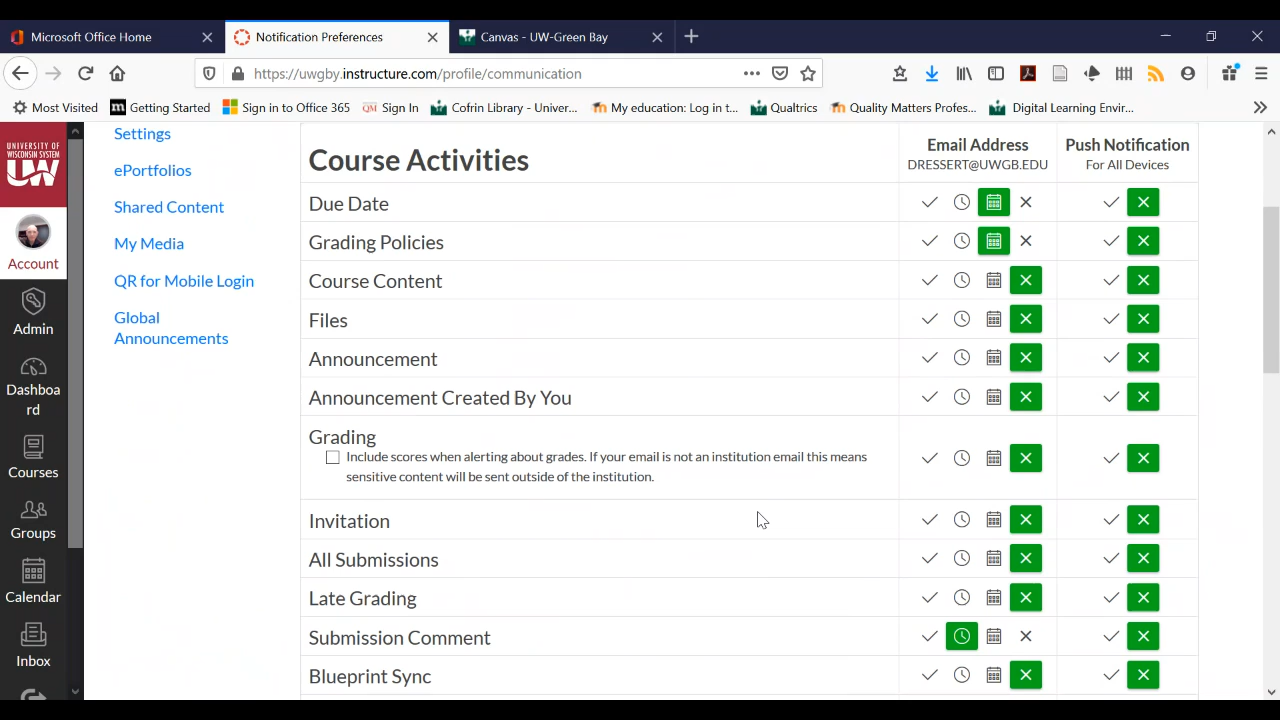 Microsoft Office Home
Notification Preferences
Canvas - UW-Green Bay
https://uwgby.instructure.com/profile/communication
Most Visited
Getting Started
Sign in to Office 365
QM Sign In
Cofrin Library - Univer...
My education: Log in t...
Qualtrics
Quality Matters Profes...
Digital Learning Envir...
UNIVERSITY OF
WISCONSIN SYSTEM
UW
Account
Admin
Dashboa
rd
Courses
Groups
Calendar
Inbox
Settings
ePortfolios
Shared Content
My Media
QR for Mobile Login
Global
Announcements
Course Activities
Email Address
DRESSERT@UWGB.EDU
Push Notification
For All Devices
Due Date
Grading Policies
Course Content
Files
Announcement
Announcement Created By You
Grading
Include scores when alerting about grades. If your email is not an institution email this means
sensitive content will be sent outside of the institution.
Invitation
All Submissions
Late Grading
Submission Comment
Blueprint Sync